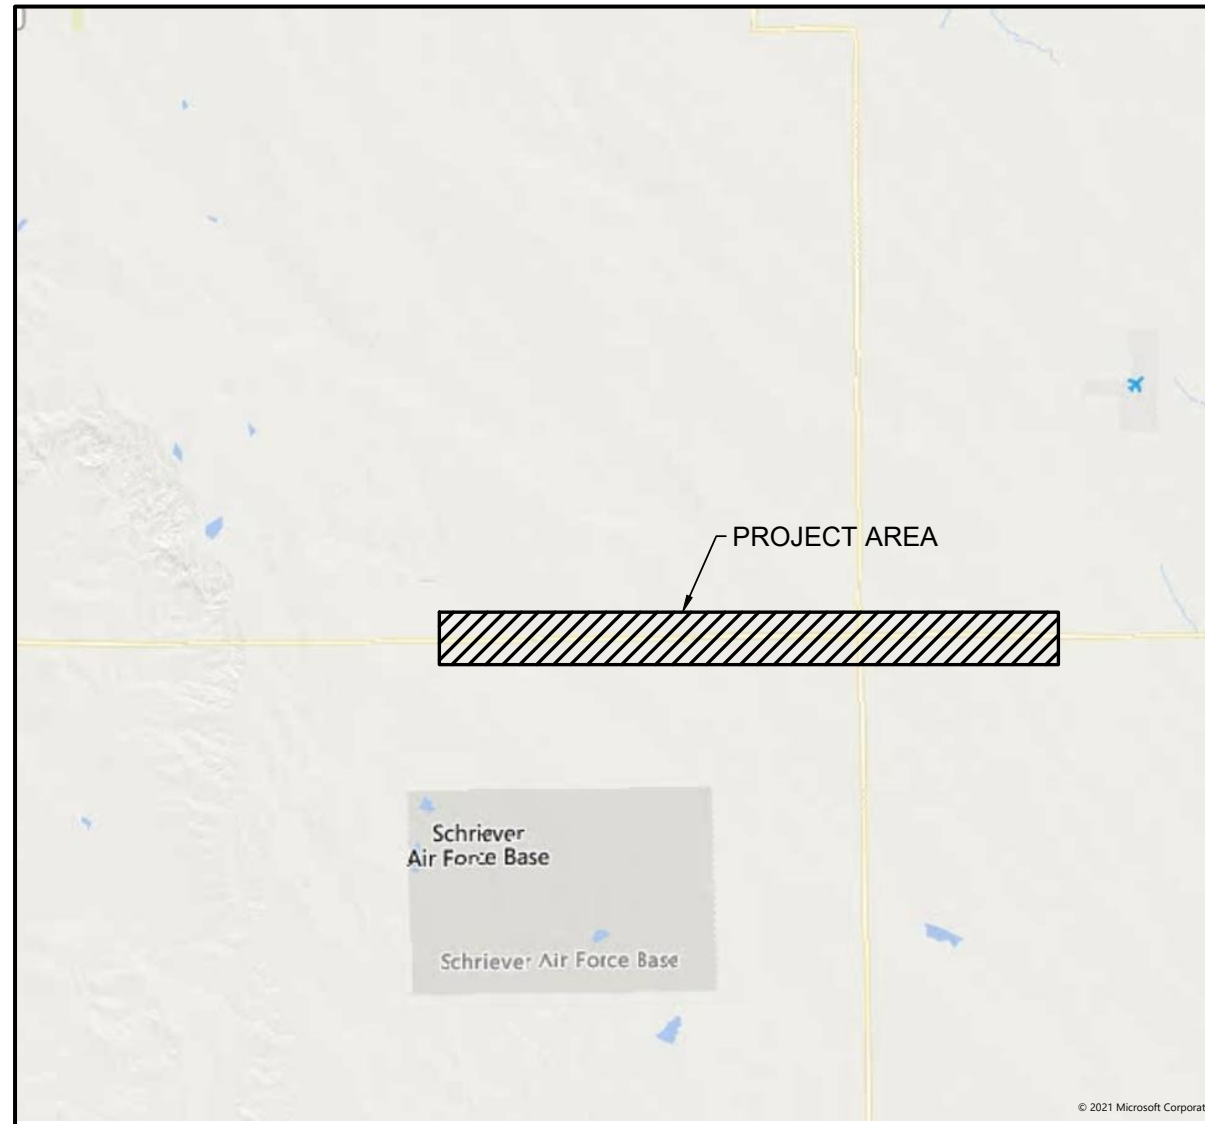 PROJECT AREA
Schriever
Air Force Base
Schriever Air Force Base
© 2021 Microsoft Corporat